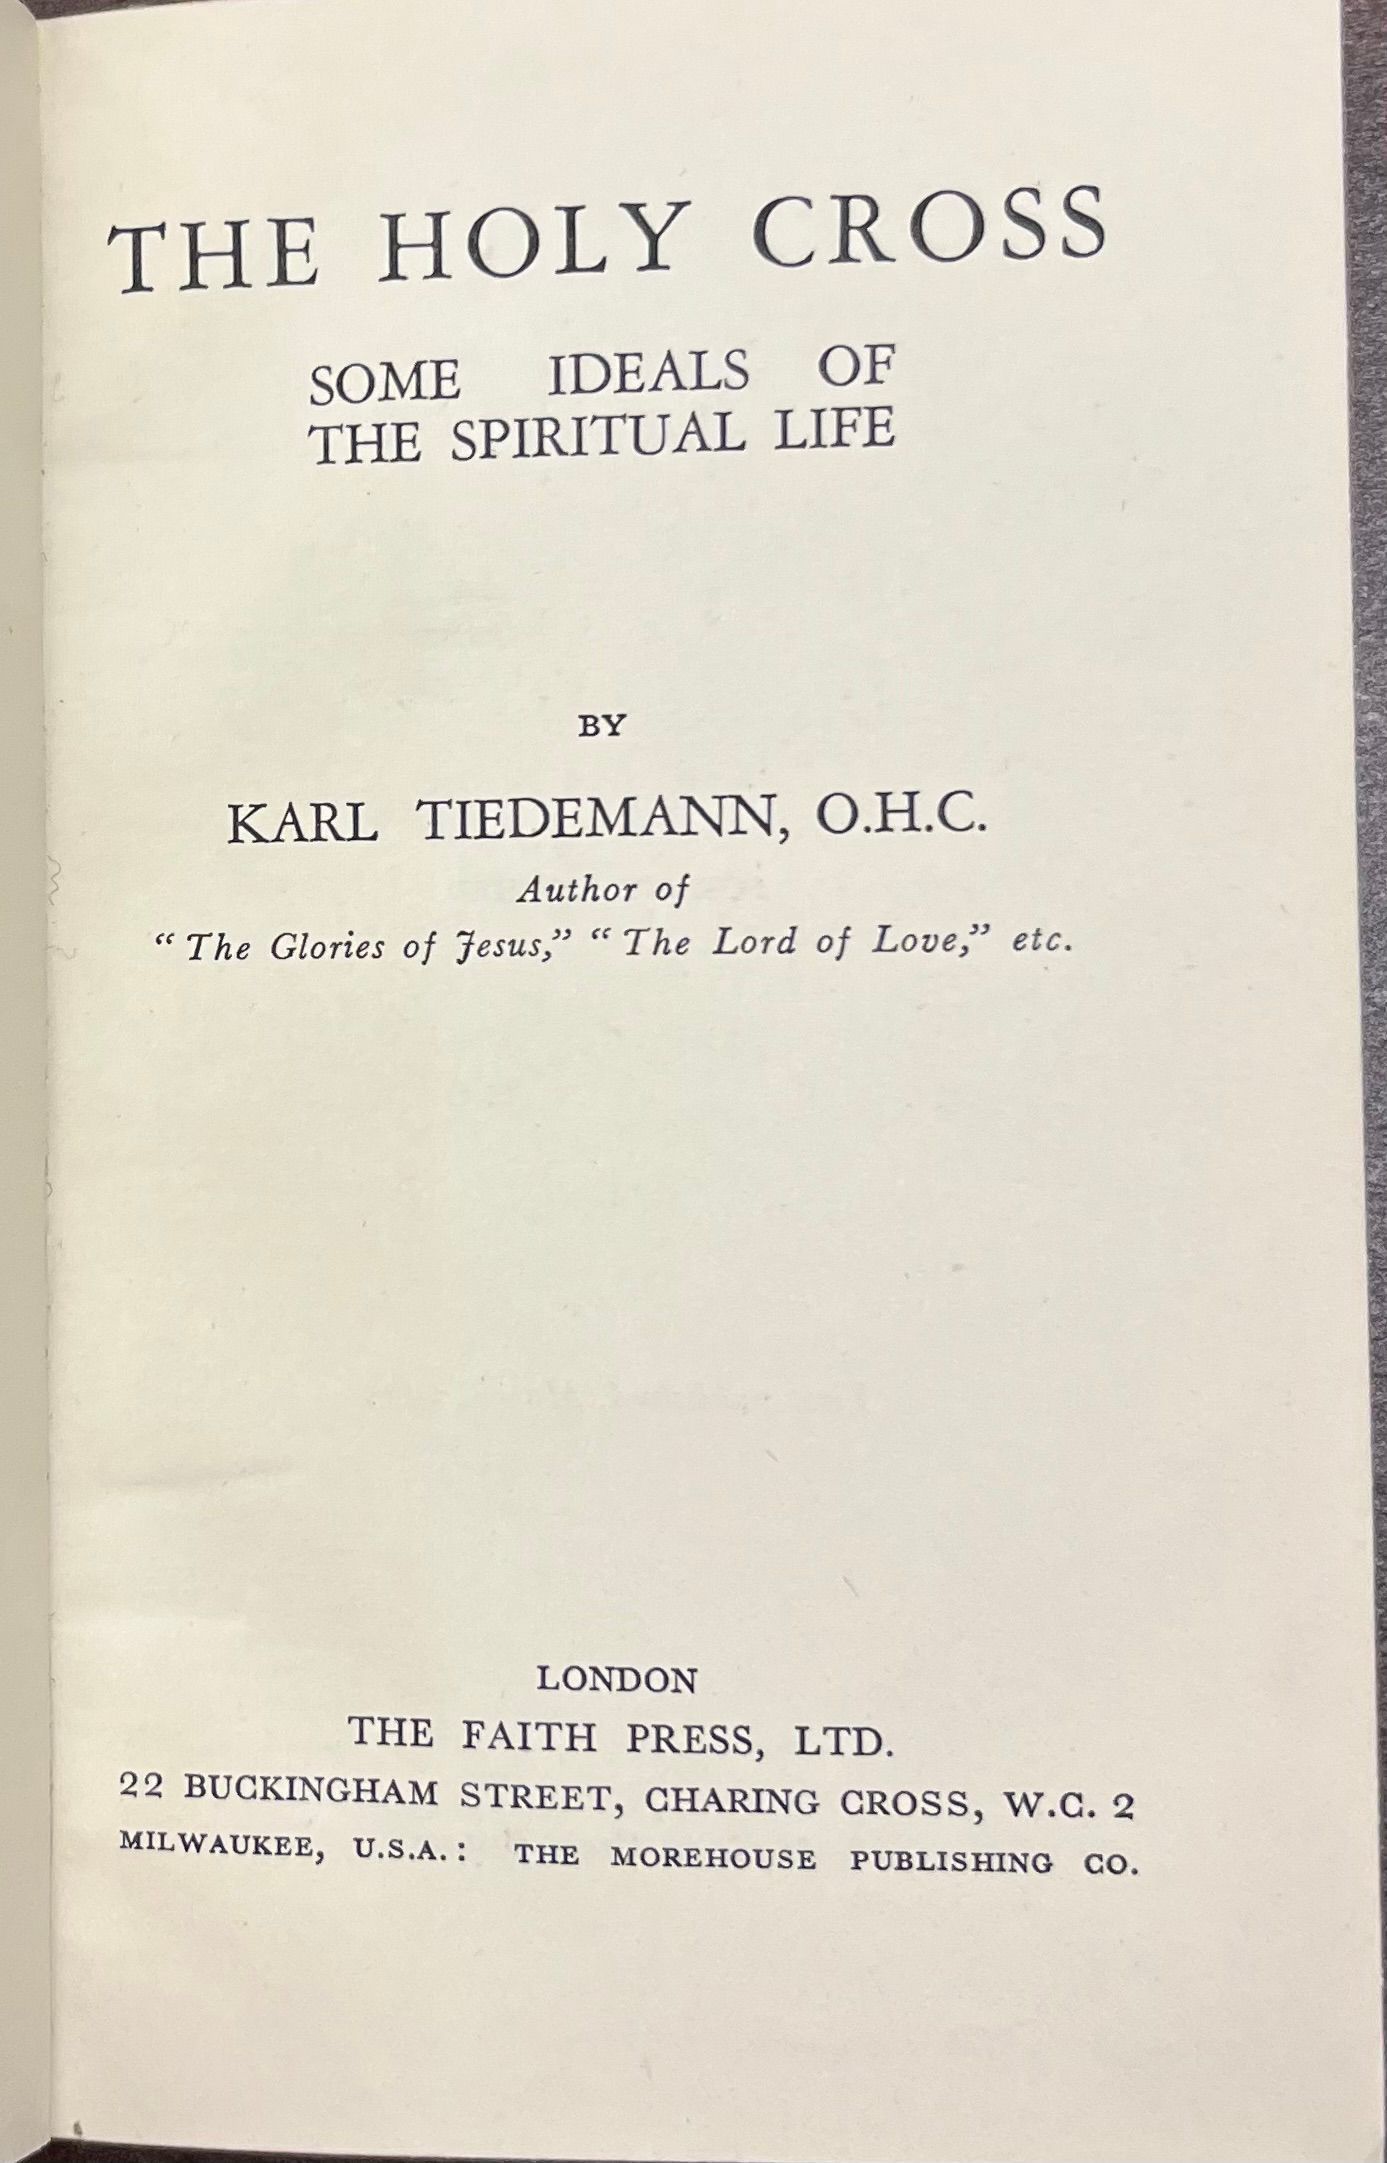 THE HOLY CROSS
SOME IDEALS OF
THE SPIRITUAL LIFE
BY
KARL TIEDEMANN, O.H.C.
Author of
“ The Glories of Jesus,” “ The Lord of Love,” etc.
LONDON
THE FAITH PRESS, LTD.
22 BUCKINGHAM STREET, CHARING CROSS, W.C. 2
MILWAUKEE, U.S.A. : THE MOREHOUSE PUBLISHING CO.